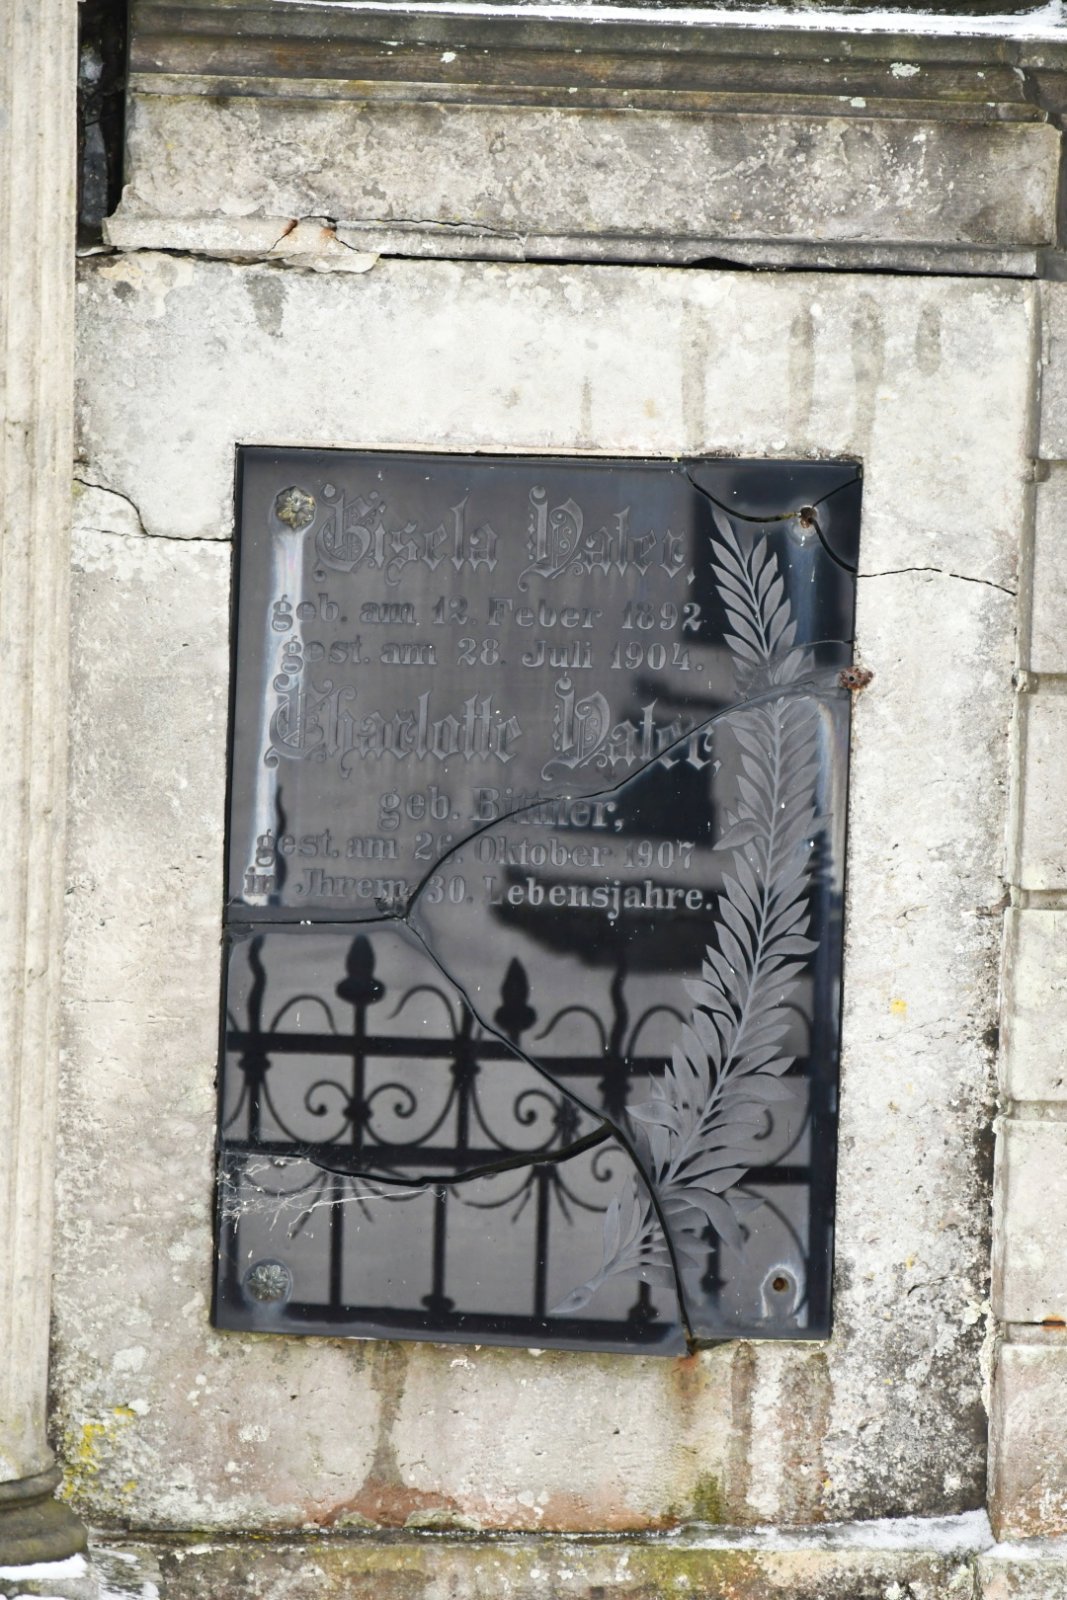 Gisela Vater,
geb. am 12. Feber 1892
gest. am 28. Juli 1904.
Charlotte Vater,
geb. Bittner,
gest. am 26. Oktober 1907
in Jhrem 30. Lebensjahre.